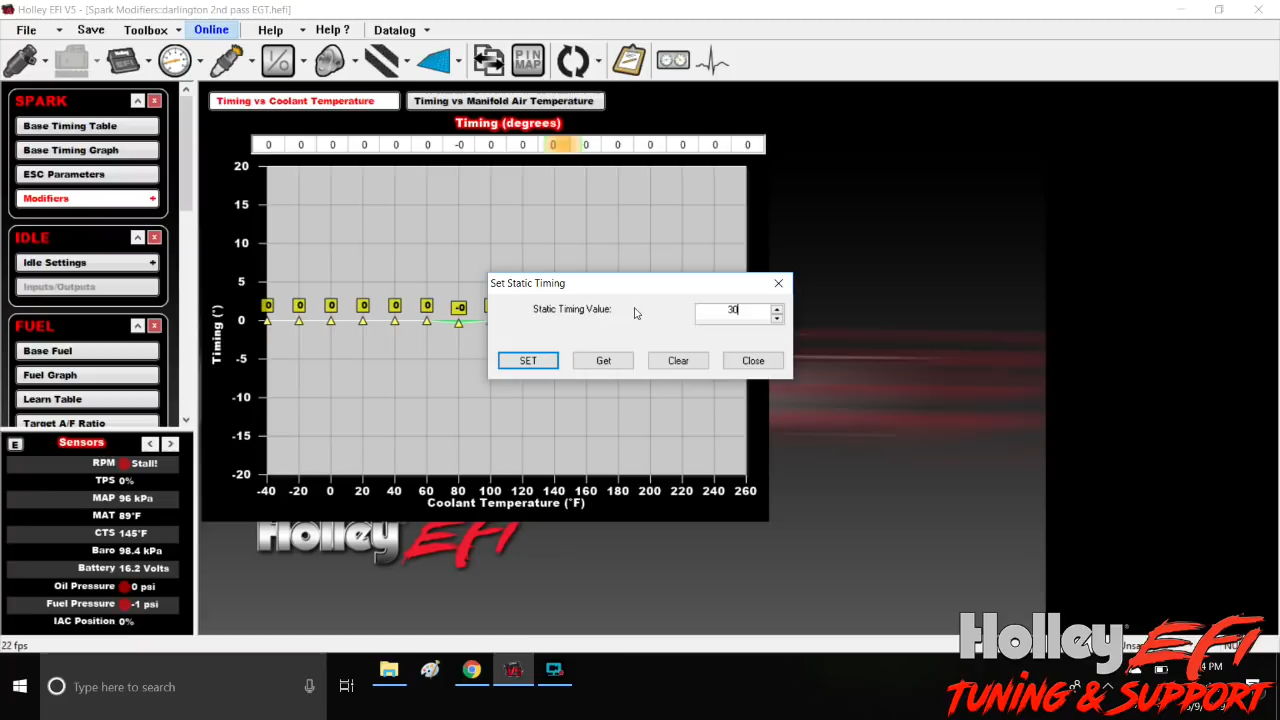 Holley EFI V5 - [Spark Modifiers::darlington 2nd pass EGT.hefi]
File Save Toolbox Online Help Help ? Datalog
PIN MAP
SPARK
Base Timing Table
Base Timing Graph
ESC Parameters
Modifiers +
IDLE
Idle Settings +
Inputs/Outputs
FUEL
Base Fuel
Fuel Graph
Learn Table
Target A/F Ratio
E Sensors < >
RPM Stall!
TPS 0%
MAP 96 kPa
MAT 89°F
CTS 145°F
Baro 98.4 kPa
Battery 16.2 Volts
Oil Pressure 0 psi
Fuel Pressure -1 psi
IAC Position 0%
22 fps
Timing vs Coolant Temperature Timing vs Manifold Air Temperature
Timing (degrees)
0 0 0 0 0 0 -0 0 0 0 0 0 0 0 0 0
20
15
10
5
0
-5
-10
-15
-20
Timing (°)
0 0 0 0 0 0 -0
-40 -20 0 20 40 60 80 100 120 140 160 180 200 220 240 260
Coolant Temperature (°F)
Set Static Timing
Static Timing Value: 30
SET Get Clear Close
Holley EFI
Type here to search
Holley EFI
TUNING & SUPPORT